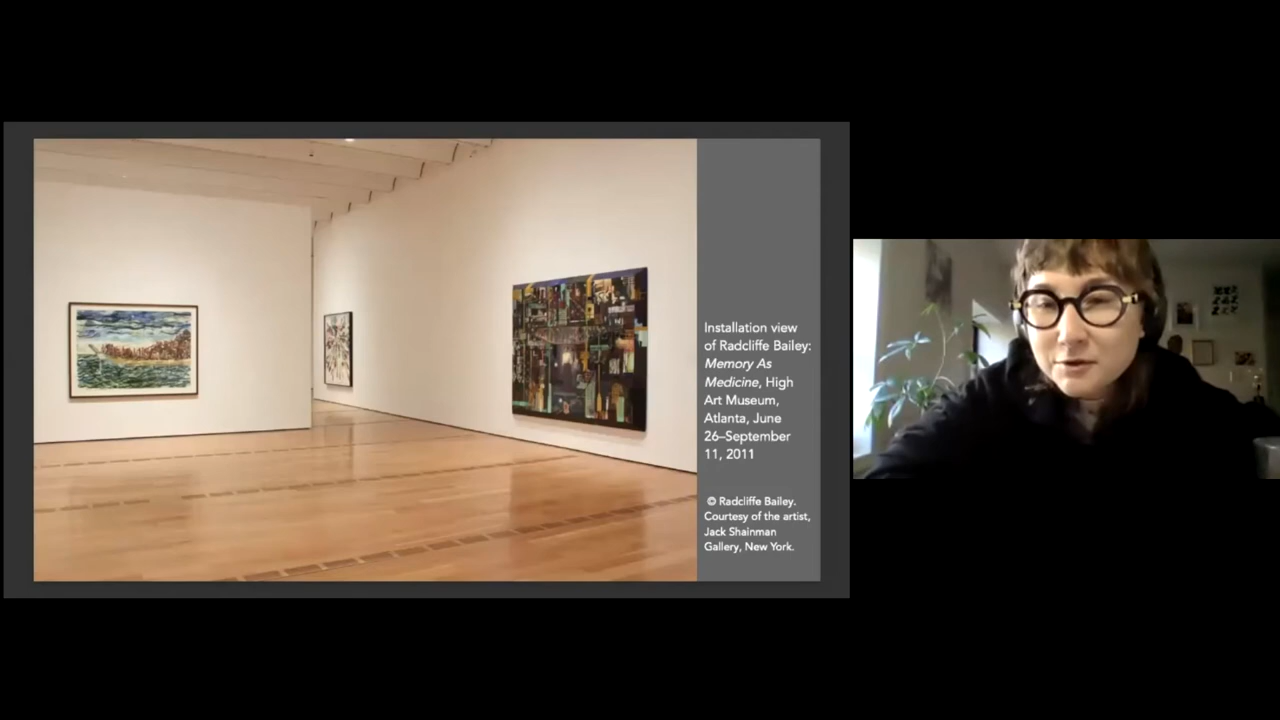 Installation view
of Radcliffe Bailey:
Memory As
Medicine, High
Art Museum,
Atlanta, June
26–September
11, 2011
© Radcliffe Bailey.
Courtesy of the artist,
Jack Shainman
Gallery, New York.